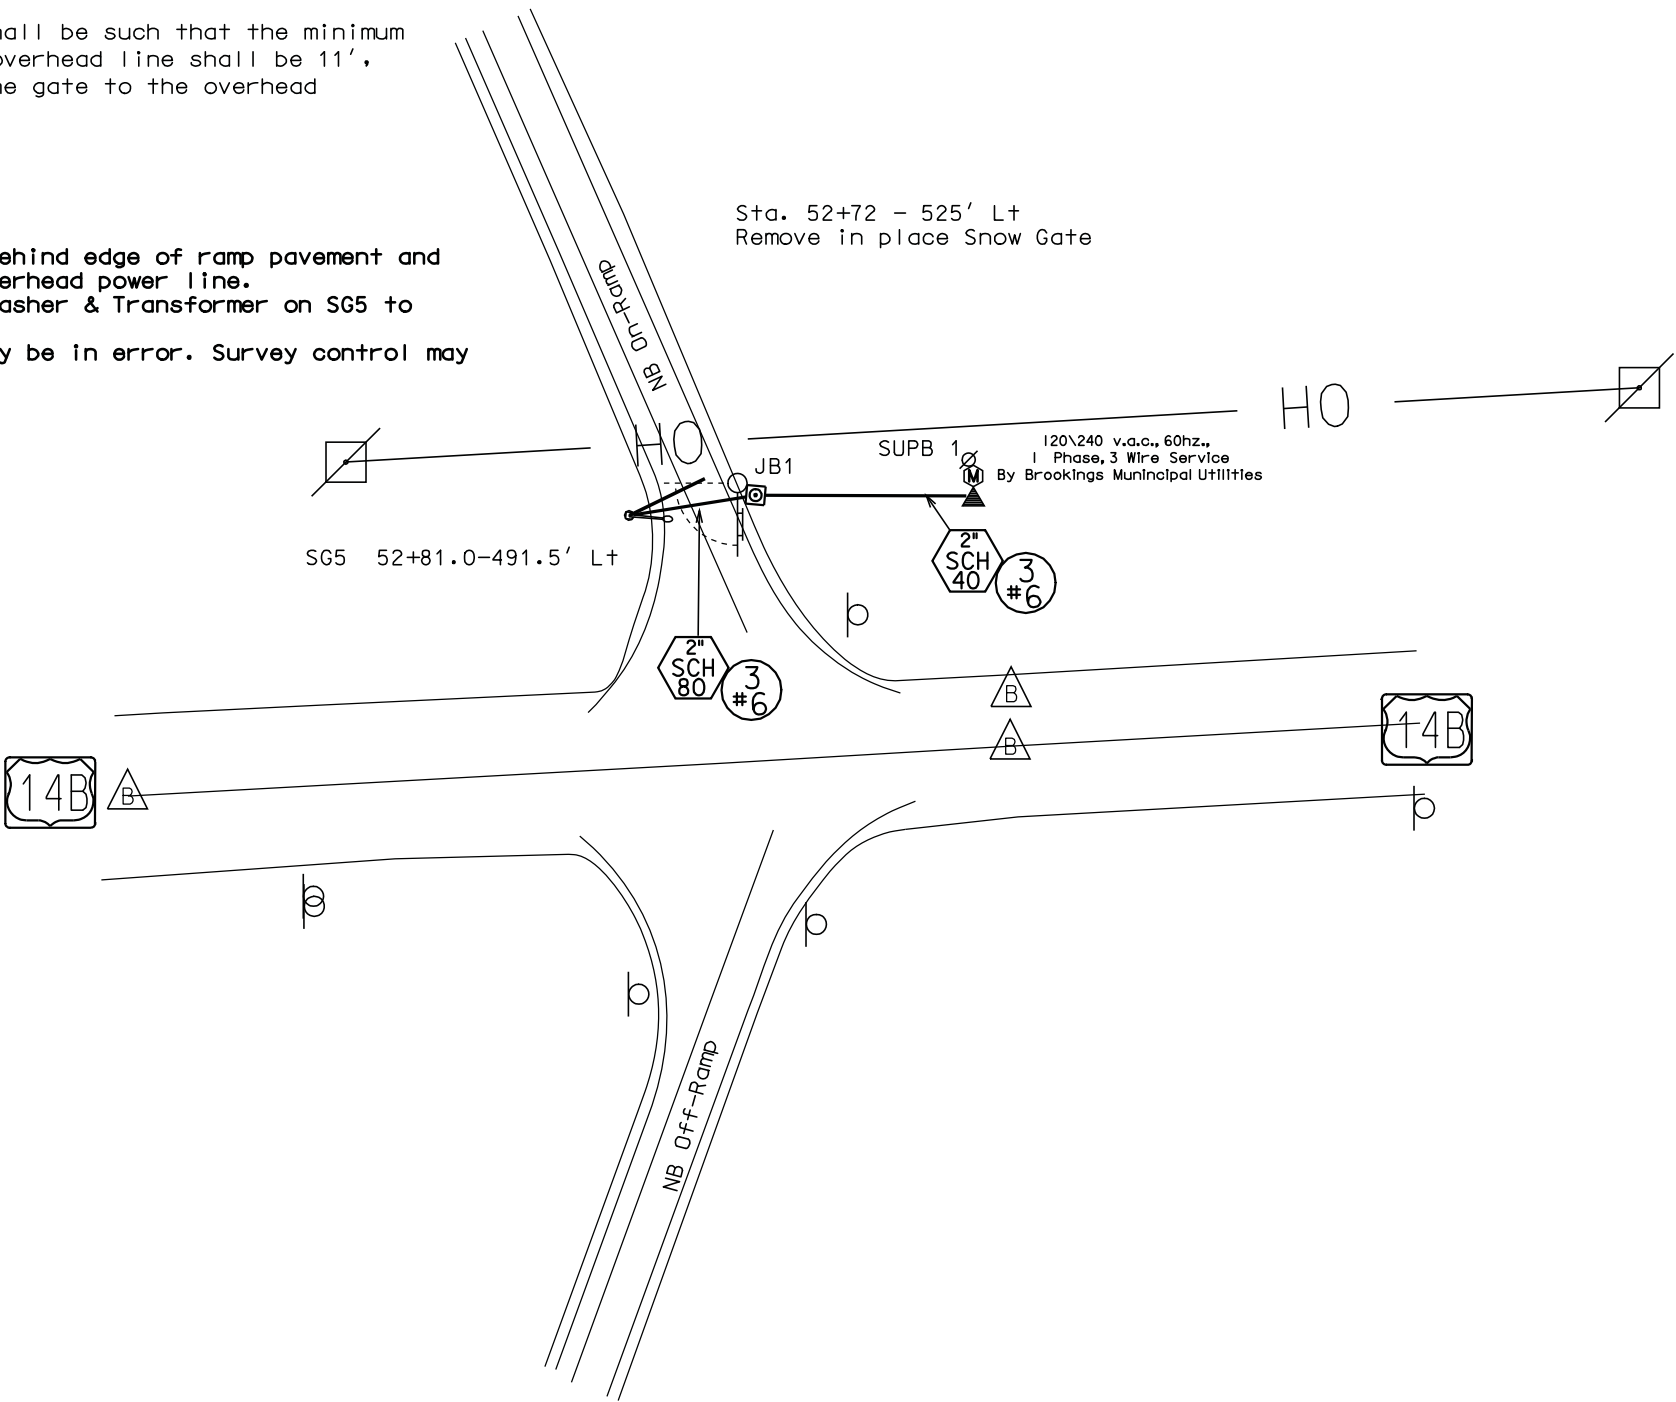 hall be such that the minimum
overhead line shall be 11',
he gate to the overhead
Sta. 52+72 - 525' Lt
Remove in place Snow Gate
ehind edge of ramp pavement and
erhead power line.
asher & Transformer on SG5 to
y be in error. Survey control may
NB On-Ramp
HO
HO
SUPB 1
120\240 v.a.c., 60hz.,
1 Phase, 3 Wire Service
By Brookings Munincipal Utilities
M
JB1
SG5 52+81.0-491.5' Lt
2"
SCH
40
3
#6
2"
SCH
80
3
#6
B
B
14B
14B
B
NB Off-Ramp